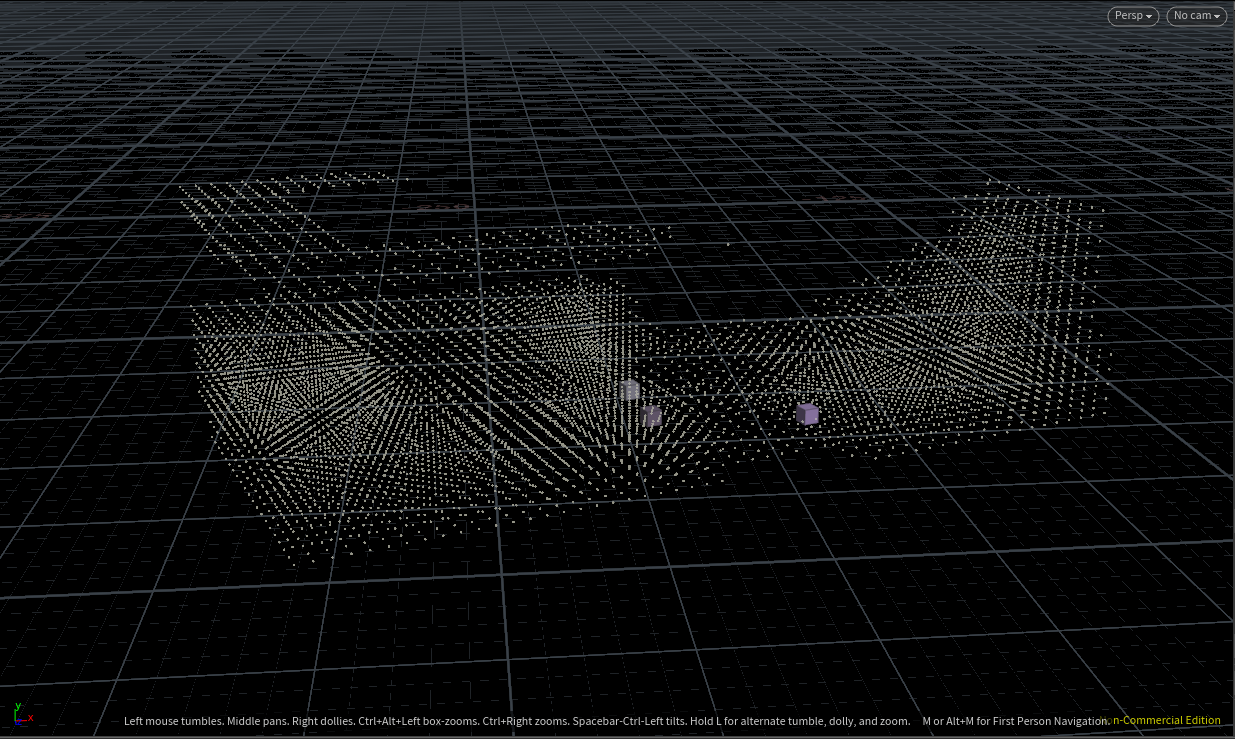 Persp No cam
y
x
Left mouse tumbles. Middle pans. Right dollies. Ctrl+Alt+Left box-zooms. Ctrl+Right zooms. Spacebar-Ctrl-Left tilts. Hold L for alternate tumble, dolly, and zoom. M or Alt+M for First Person Navigation. n-Commercial Edition